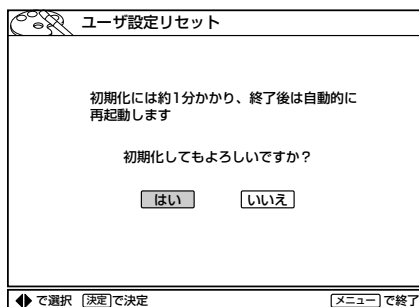 ユーザ設定リセット
初期化には約1分かかり、終了後は自動的に
再起動します
初期化してもよろしいですか？
はい いいえ
で選択 決定で決定 メニューで終了